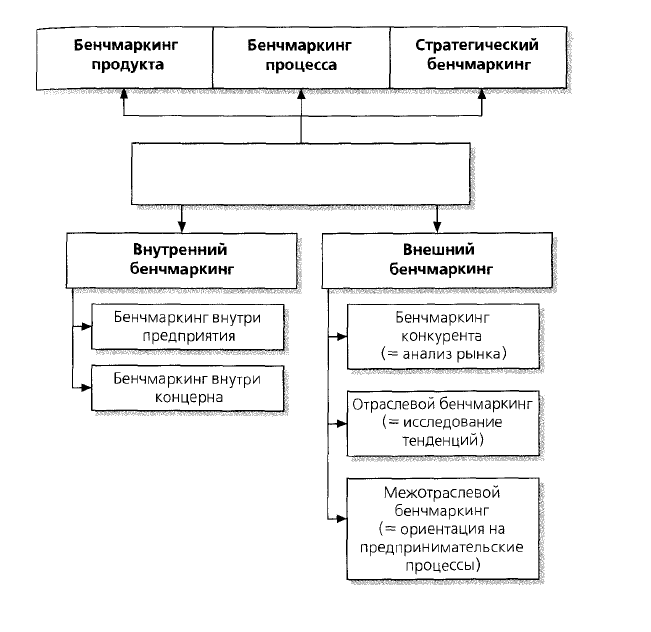 Бенчмаркинг
продукта
Бенчмаркинг
процесса
Стратегический
бенчмаркинг
Внутренний
бенчмаркинг
Внешний
бенчмаркинг
Бенчмаркинг внутри
предприятия
Бенчмаркинг внутри
концерна
Бенчмаркинг
конкурента
(= анализ рынка)
Отраслевой бенчмаркинг
(= исследование
тенденций)
Межотраслевой
бенчмаркинг
(= ориентация на
предпринимательские
процессы)